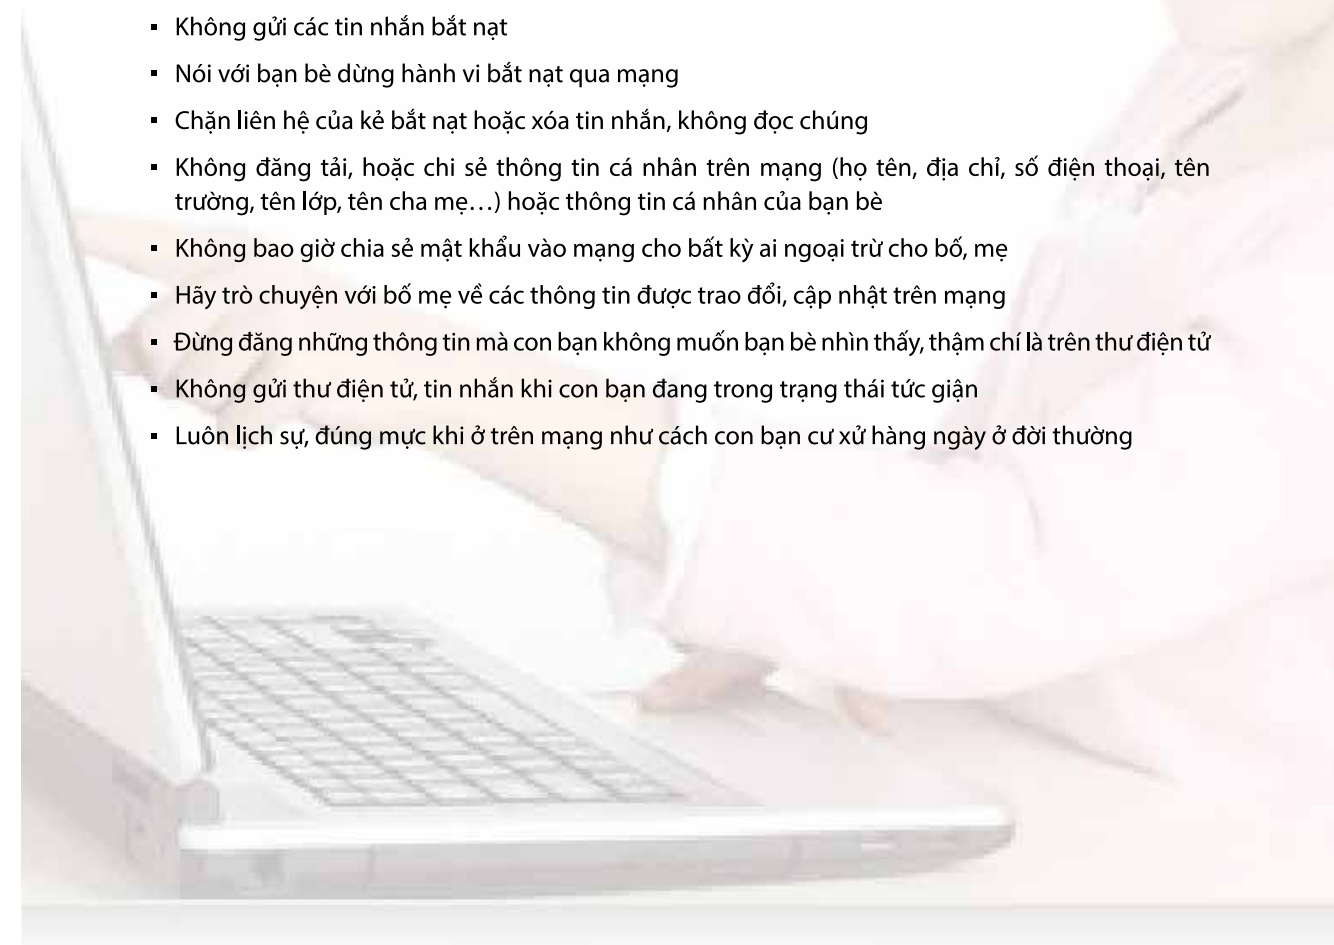 ▪ Không gửi các tin nhắn bắt nạt
▪ Nói với bạn bè dừng hành vi bắt nạt qua mạng
▪ Chặn liên hệ của kẻ bắt nạt hoặc xóa tin nhắn, không đọc chúng
▪ Không đăng tải, hoặc chi sẻ thông tin cá nhân trên mạng (họ tên, địa chỉ, số điện thoại, tên
trường, tên lớp, tên cha mẹ…) hoặc thông tin cá nhân của bạn bè
▪ Không bao giờ chia sẻ mật khẩu vào mạng cho bất kỳ ai ngoại trừ cho bố, mẹ
▪ Hãy trò chuyện với bố mẹ về các thông tin được trao đổi, cập nhật trên mạng
▪ Đừng đăng những thông tin mà con bạn không muốn bạn bè nhìn thấy, thậm chí là trên thư điện tử
▪ Không gửi thư điện tử, tin nhắn khi con bạn đang trong trạng thái tức giận
▪ Luôn lịch sự, đúng mực khi ở trên mạng như cách con bạn cư xử hàng ngày ở đời thường